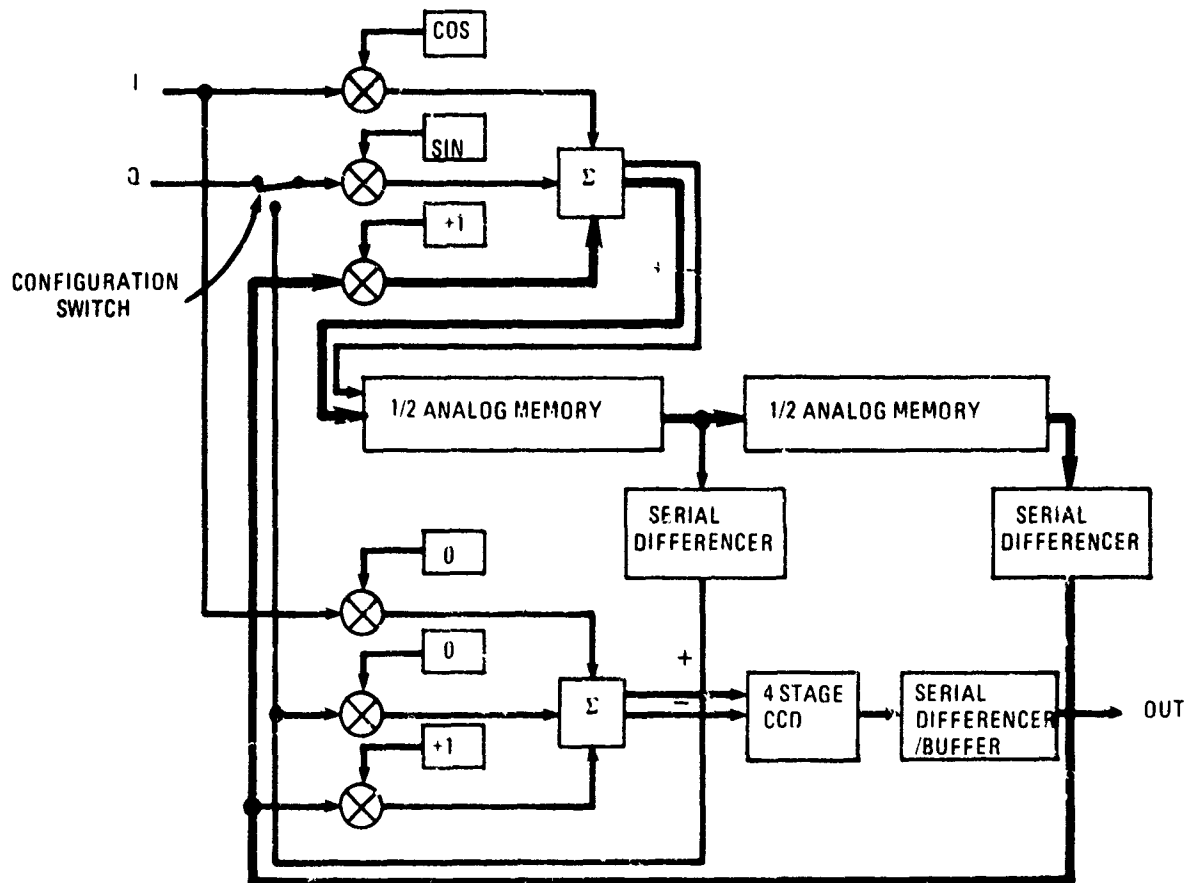 COS
I
SIN
Q
Σ
+1
+ -
CONFIGURATION
SWITCH
1/2 ANALOG MEMORY
1/2 ANALOG MEMORY
SERIAL
DIFFERENCER
SERIAL
DIFFERENCER
0
0
Σ
+
-
+1
4 STAGE
CCD
SERIAL
DIFFERENCER
/BUFFER
OUT